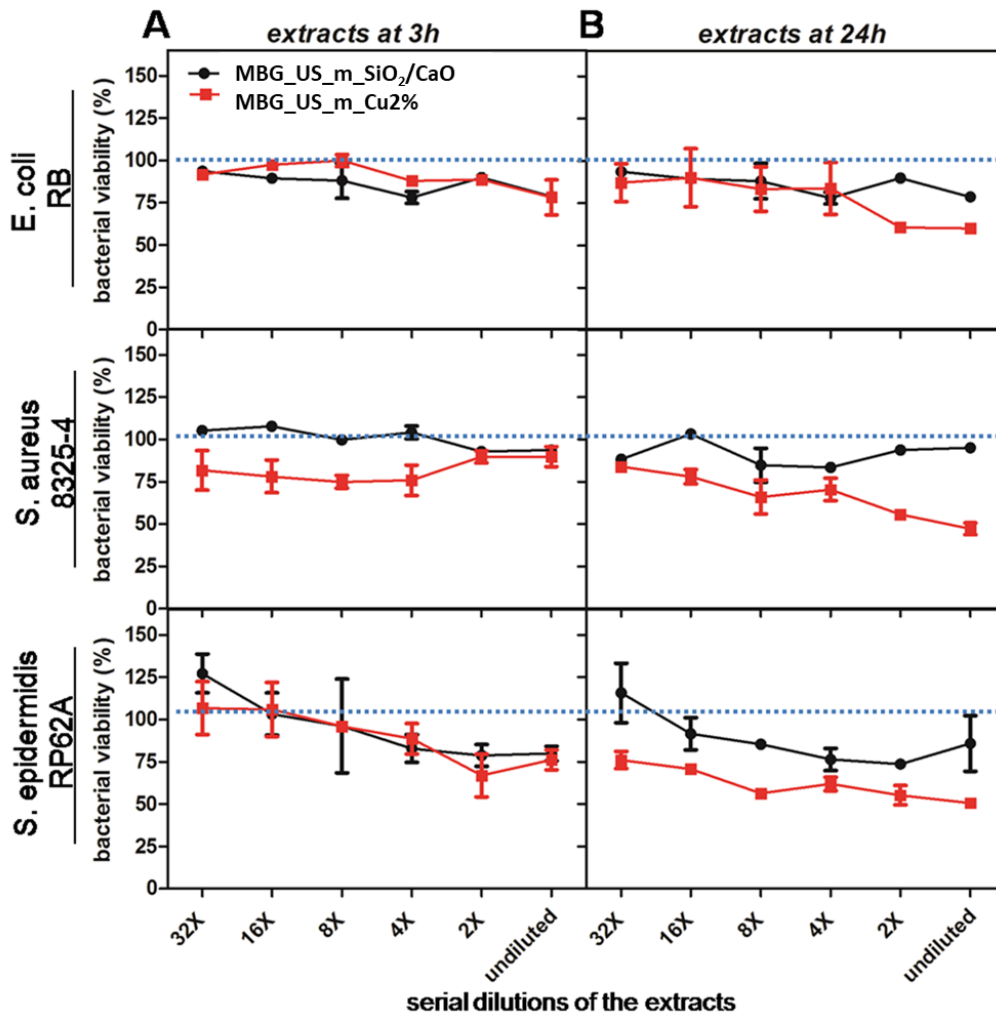 A extracts at 3h
B extracts at 24h
MBG_US_m_SiO₂/CaO
MBG_US_m_Cu2%
E. coli
RB
bacterial viability (%)
150
125
100
75
50
25
0
S. aureus
8325-4
bacterial viability (%)
150
125
100
75
50
25
0
S. epidermidis
RP62A
bacterial viability (%)
150
125
100
75
50
25
0
32X 16X 8X 4X 2X undiluted
32X 16X 8X 4X 2X undiluted
serial dilutions of the extracts